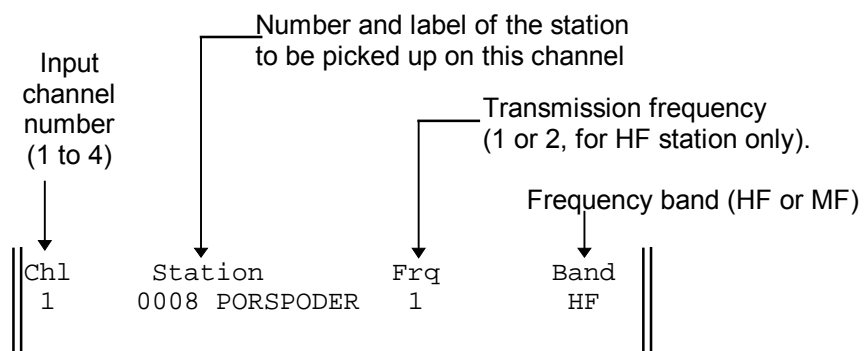 Number and label of the station
to be picked up on this channel
Input
channel
number
(1 to 4)
Transmission frequency
(1 or 2, for HF station only).
Frequency band (HF or MF)
Chl Station Frq Band
1 0008 PORSPODER 1 HF